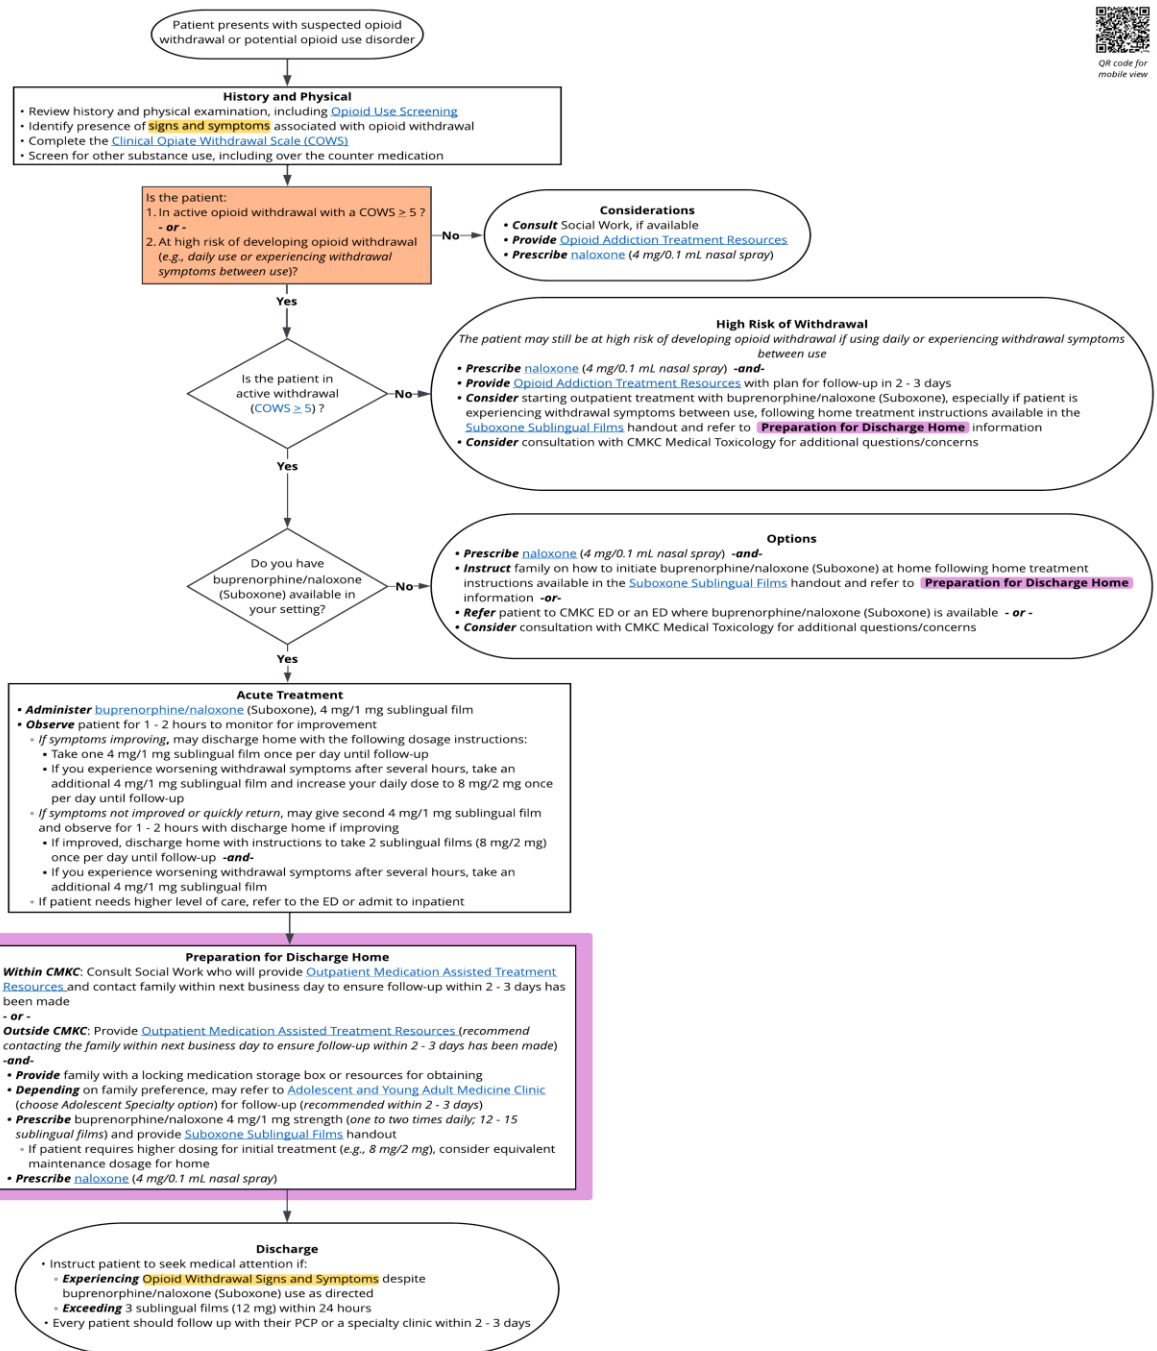 Patient presents with suspected opioid
withdrawal or potential opioid use disorder
QR code for
mobile view
History and Physical
• Review history and physical examination, including Opioid Use Screening
• Identify presence of signs and symptoms associated with opioid withdrawal
• Complete the Clinical Opiate Withdrawal Scale (COWS)
• Screen for other substance use, including over the counter medication
Is the patient:
1. In active opioid withdrawal with a COWS ≥ 5 ?
- or -
2. At high risk of developing opioid withdrawal
(e.g., daily use or experiencing withdrawal
symptoms between use)?
No
Considerations
• Consult Social Work, if available
• Provide Opioid Addiction Treatment Resources
• Prescribe naloxone (4 mg/0.1 mL nasal spray)
Yes
Is the patient in
active withdrawal
(COWS ≥ 5) ?
No
High Risk of Withdrawal
The patient may still be at high risk of developing opioid withdrawal if using daily or experiencing withdrawal symptoms
between use
• Prescribe naloxone (4 mg/0.1 mL nasal spray) -and-
• Provide Opioid Addiction Treatment Resources with plan for follow-up in 2 - 3 days
• Consider starting outpatient treatment with buprenorphine/naloxone (Suboxone), especially if patient is
experiencing withdrawal symptoms between use, following home treatment instructions available in the
Suboxone Sublingual Films handout and refer to Preparation for Discharge Home information
• Consider consultation with CMKC Medical Toxicology for additional questions/concerns
Yes
Do you have
buprenorphine/naloxone
(Suboxone) available in
your setting?
No
Options
• Prescribe naloxone (4 mg/0.1 mL nasal spray) -and-
• Instruct family on how to initiate buprenorphine/naloxone (Suboxone) at home following home treatment
instructions available in the Suboxone Sublingual Films handout and refer to Preparation for Discharge Home
information -or-
• Refer patient to CMKC ED or an ED where buprenorphine/naloxone (Suboxone) is available - or -
• Consider consultation with CMKC Medical Toxicology for additional questions/concerns
Yes
Acute Treatment
• Administer buprenorphine/naloxone (Suboxone), 4 mg/1 mg sublingual film
• Observe patient for 1 - 2 hours to monitor for improvement
◦ If symptoms improving, may discharge home with the following dosage instructions:
▪ Take one 4 mg/1 mg sublingual film once per day until follow-up
▪ If you experience worsening withdrawal symptoms after several hours, take an
additional 4 mg/1 mg sublingual film and increase your daily dose to 8 mg/2 mg once
per day until follow-up
◦ If symptoms not improved or quickly return, may give second 4 mg/1 mg sublingual film
and observe for 1 - 2 hours with discharge home if improving
▪ If improved, discharge home with instructions to take 2 sublingual films (8 mg/2 mg)
once per day until follow-up -and-
▪ If you experience worsening withdrawal symptoms after several hours, take an
additional 4 mg/1 mg sublingual film
◦ If patient needs higher level of care, refer to the ED or admit to inpatient
Preparation for Discharge Home
Within CMKC: Consult Social Work who will provide Outpatient Medication Assisted Treatment
Resources and contact family within next business day to ensure follow-up within 2 - 3 days has
been made
- or -
Outside CMKC: Provide Outpatient Medication Assisted Treatment Resources (recommend
contacting the family within next business day to ensure follow-up within 2 - 3 days has been made)
-and-
• Provide family with a locking medication storage box or resources for obtaining
• Depending on family preference, may refer to Adolescent and Young Adult Medicine Clinic
(choose Adolescent Specialty option) for follow-up (recommended within 2 - 3 days)
• Prescribe buprenorphine/naloxone 4 mg/1 mg strength (one to two times daily; 12 - 15
sublingual films) and provide Suboxone Sublingual Films handout
◦ If patient requires higher dosing for initial treatment (e.g., 8 mg/2 mg), consider equivalent
maintenance dosage for home
• Prescribe naloxone (4 mg/0.1 mL nasal spray)
Discharge
• Instruct patient to seek medical attention if:
◦ Experiencing Opioid Withdrawal Signs and Symptoms despite
buprenorphine/naloxone (Suboxone) use as directed
◦ Exceeding 3 sublingual films (12 mg) within 24 hours
• Every patient should follow up with their PCP or a specialty clinic within 2 - 3 days